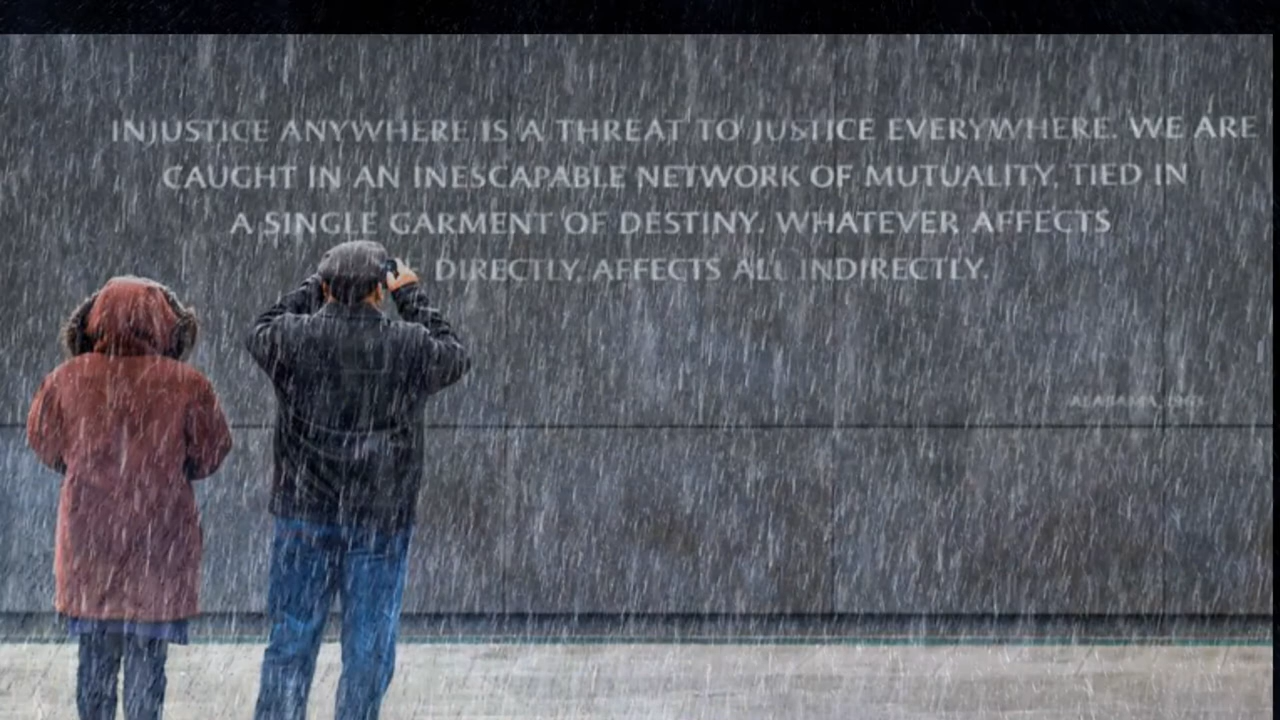 INJUSTICE ANYWHERE IS A THREAT TO JUSTICE EVERYWHERE. WE ARE
CAUGHT IN AN INESCAPABLE NETWORK OF MUTUALITY, TIED IN
A SINGLE GARMENT OF DESTINY. WHATEVER AFFECTS
DIRECTLY, AFFECTS ALL INDIRECTLY.
ALABAMA,